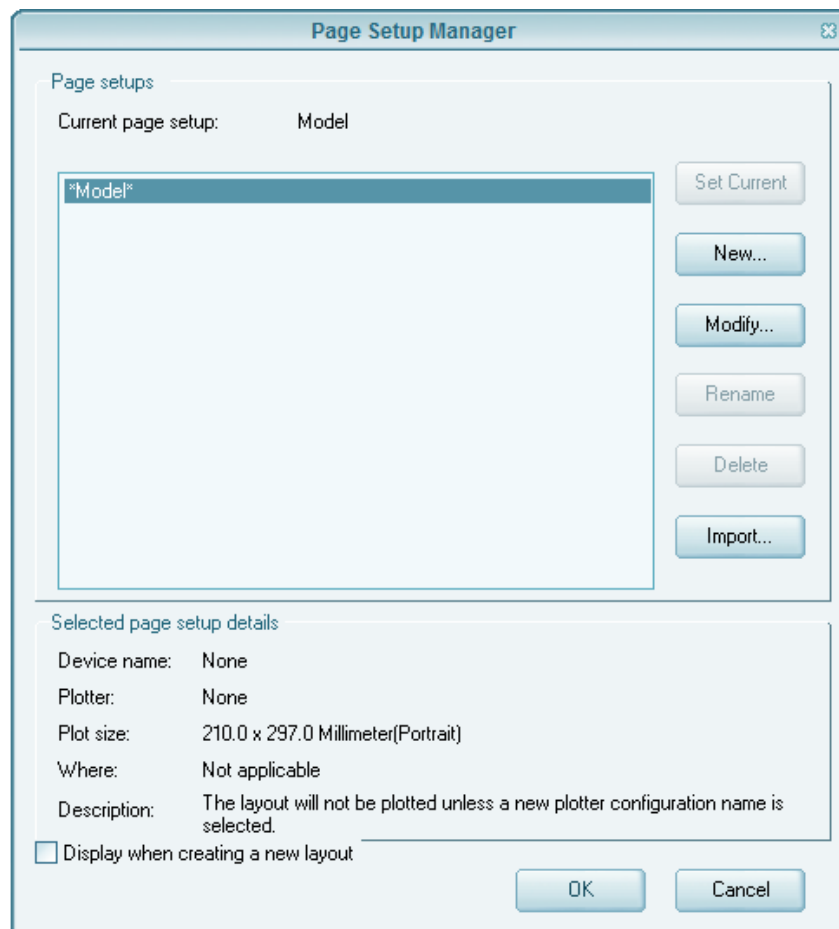 Page Setup Manager
Page setups
Current page setup: Model
*Model*
Set Current
New...
Modify...
Rename
Delete
Import...
Selected page setup details
Device name: None
Plotter: None
Plot size: 210.0 x 297.0 Millimeter(Portrait)
Where: Not applicable
Description: The layout will not be plotted unless a new plotter configuration name is
selected.
Display when creating a new layout
OK Cancel